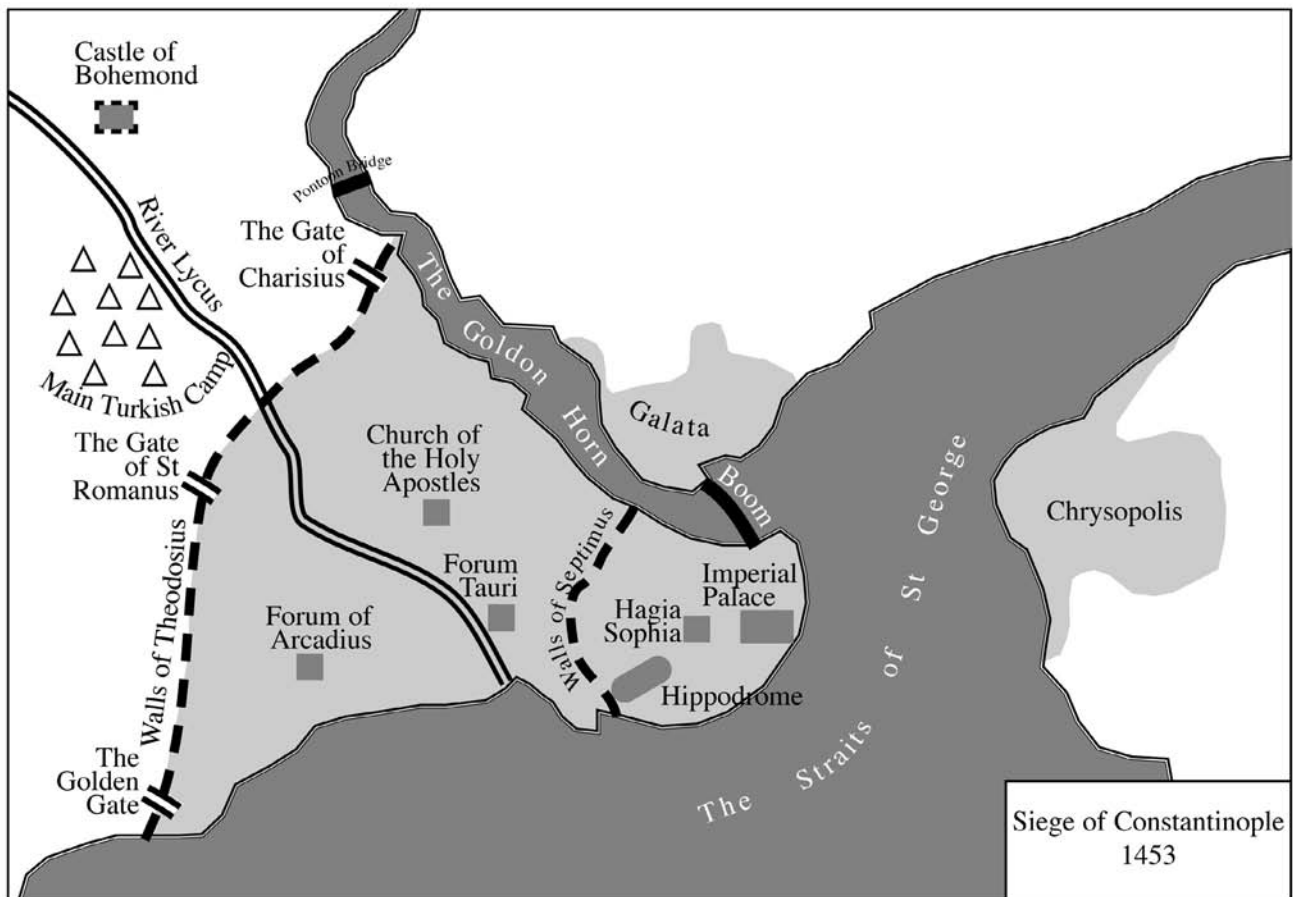 Castle of
Bohemond
Pontoon Bridge
River Lycus
The Gate
of
Charisius
Main Turkish Camp
The Goldon Horn
Galata
Boom
The Gate
of St
Romanus
Church of
the Holy
Apostles
Walls of Septimus
Chrysopolis
Forum
Tauri
Imperial
Palace
Hagia
Sophia
Forum of
Arcadius
Walls of Theodosius
Hippodrome
The
Golden
Gate
The Straits of St George
Siege of Constantinople
1453